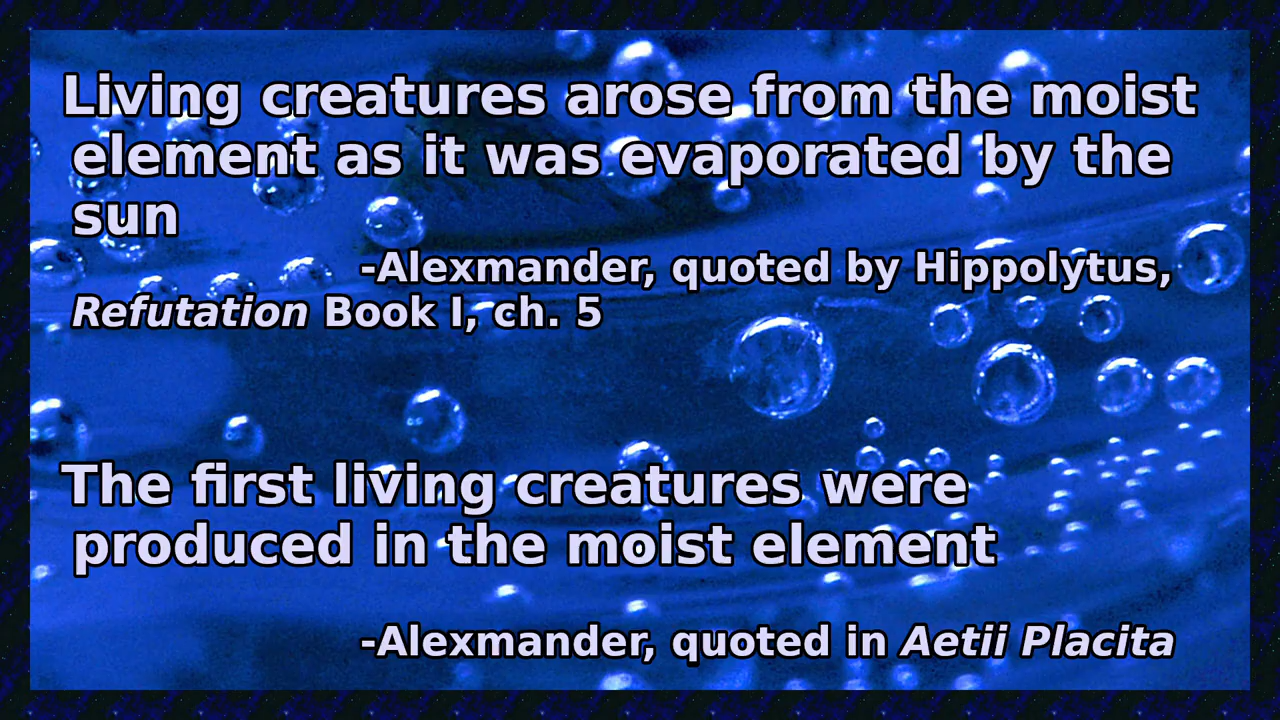 Living creatures arose from the moist
element as it was evaporated by the
sun
-Alexmander, quoted by Hippolytus,
Refutation Book I, ch. 5
The first living creatures were
produced in the moist element
-Alexmander, quoted in Aetii Placita